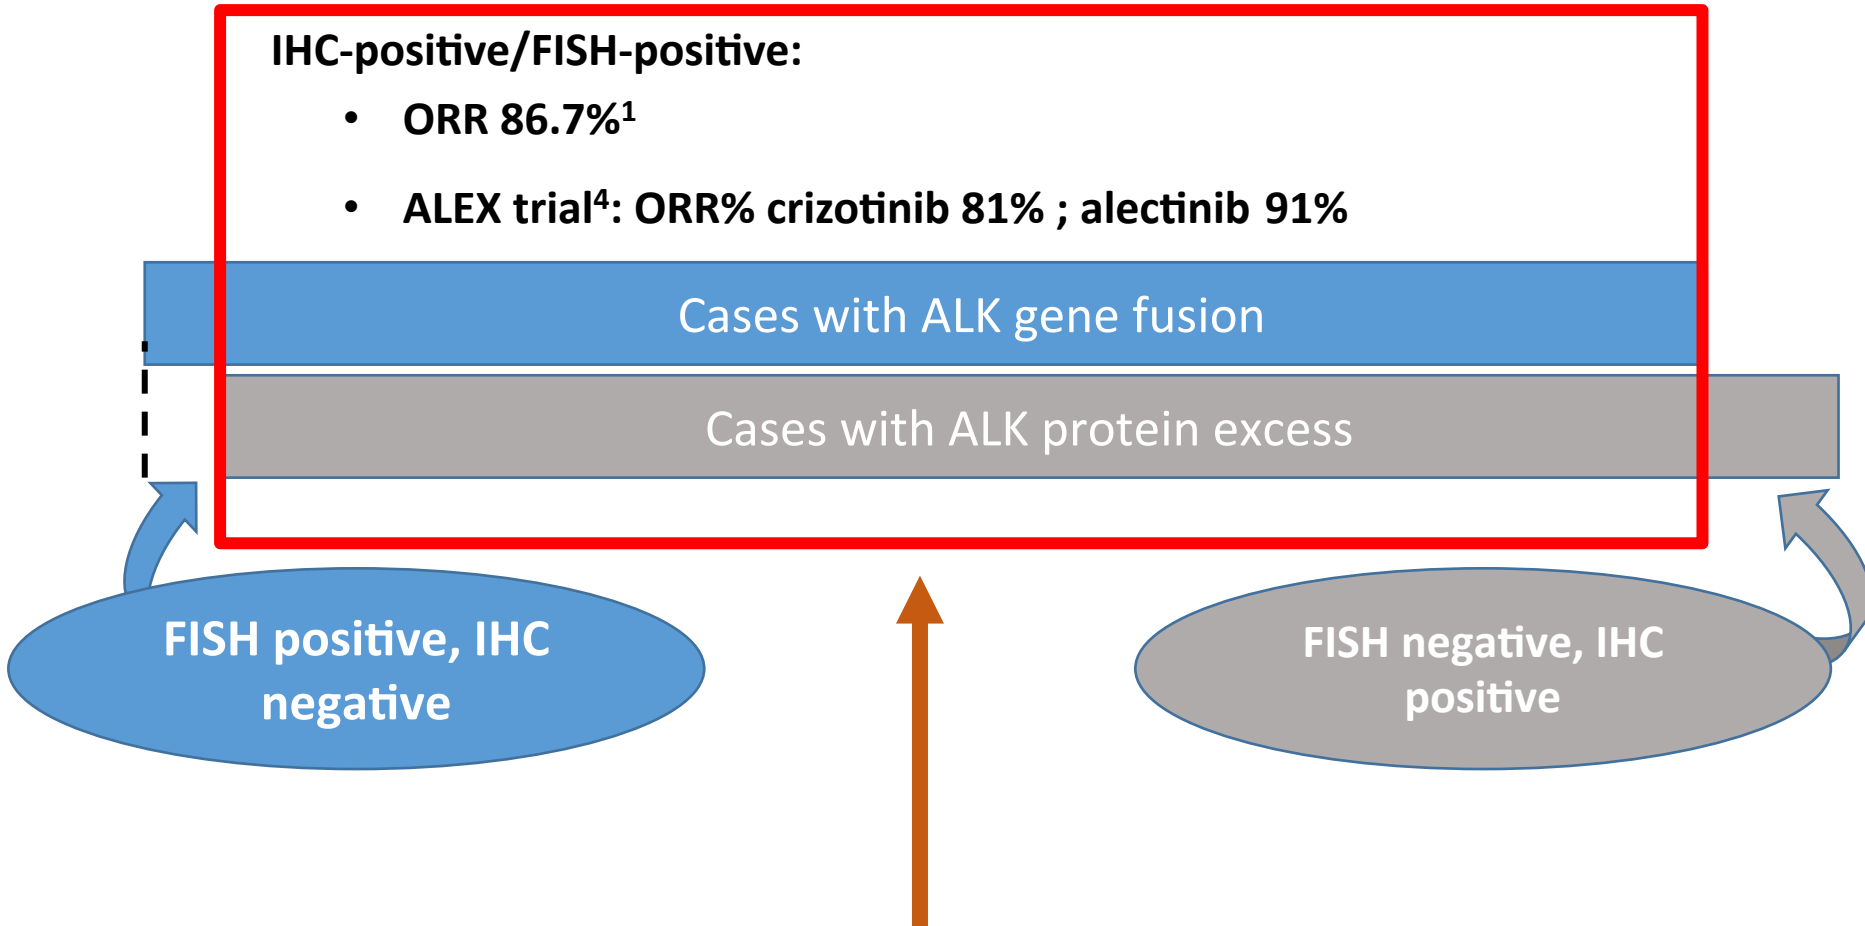 IHC-positive/FISH-positive:
• ORR 86.7%¹
• ALEX trial⁴: ORR% crizotinib 81% ; alectinib 91%
Cases with ALK gene fusion
Cases with ALK protein excess
FISH positive, IHC
negative
FISH negative, IHC
positive